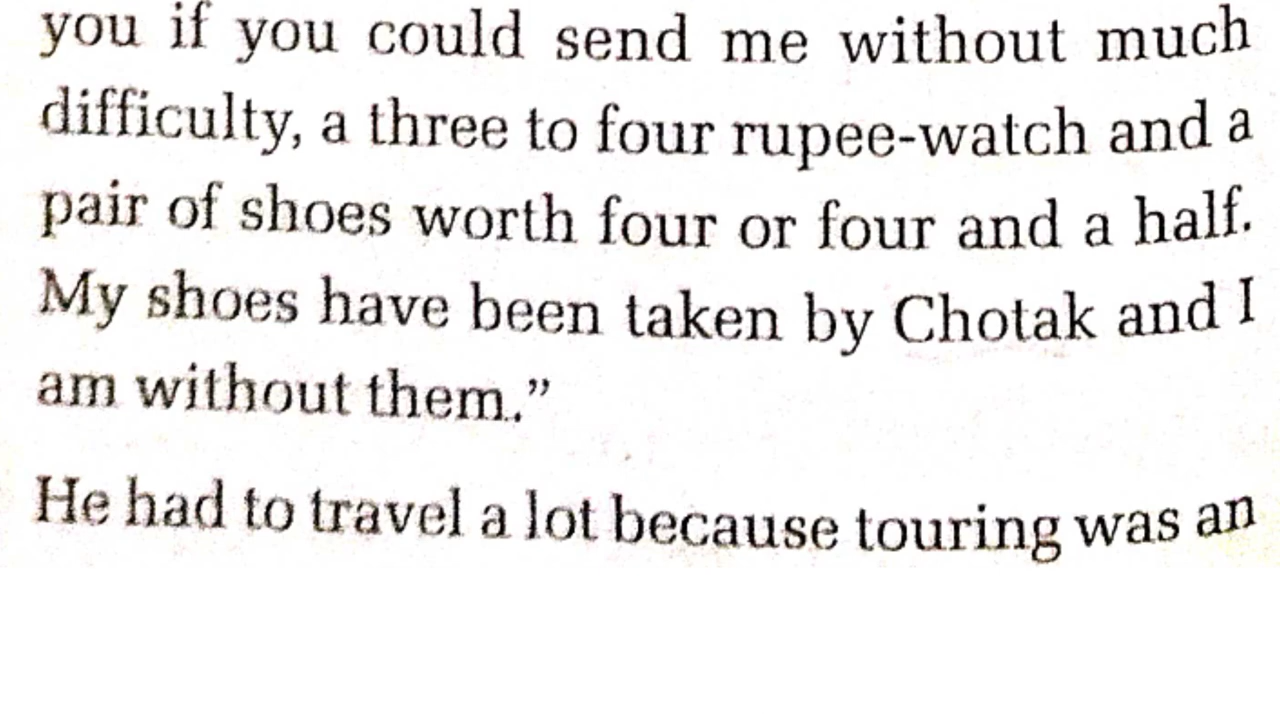 you if you could send me without much
difficulty, a three to four rupee-watch and a
pair of shoes worth four or four and a half.
My shoes have been taken by Chotak and I
am without them.”
He had to travel a lot because touring was an